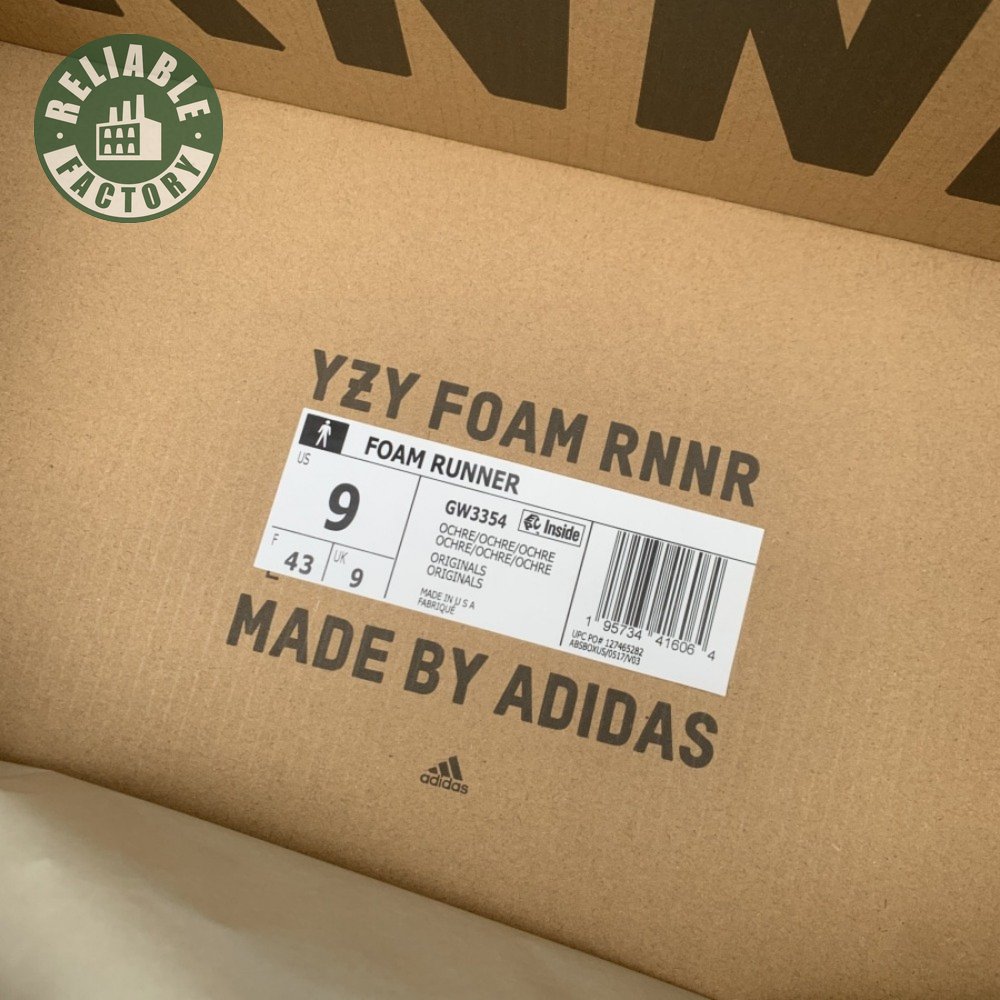 RELIABLE
FACTORY
YZY FOAM RNNR
FOAM RUNNER
US
9
F
43
UK
9
GW3354
Inside
OCHRE/OCHRE/OCHRE
OCHRE/OCHRE/OCHRE
ORIGINALS
ORIGINALS
MADE IN U S A
FABRIQUÉ
1 95734 41606 4
UPC PO# 127465282
ABSBOXUS/0517/V03
MADE BY ADIDAS
adidas